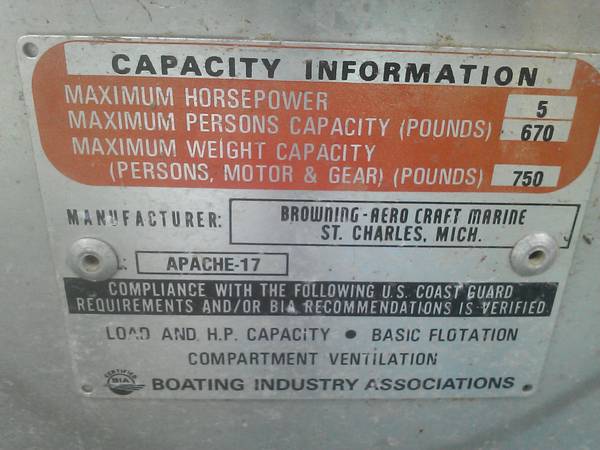 CAPACITY INFORMATION
MAXIMUM HORSEPOWER 5
MAXIMUM PERSONS CAPACITY (POUNDS) 670
MAXIMUM WEIGHT CAPACITY
(PERSONS, MOTOR & GEAR) (POUNDS) 750
MANUFACTURER: BROWNING-AERO CRAFT MARINE
ST. CHARLES, MICH.
: APACHE-17
COMPLIANCE WITH THE FOLLOWING U.S. COAST GUARD
REQUIREMENTS AND/OR BIA RECOMMENDATIONS IS VERIFIED
LOAD AND H.P. CAPACITY • BASIC FLOTATION
COMPARTMENT VENTILATION
CERTIFIED
BIA
BOATING INDUSTRY ASSOCIATIONS